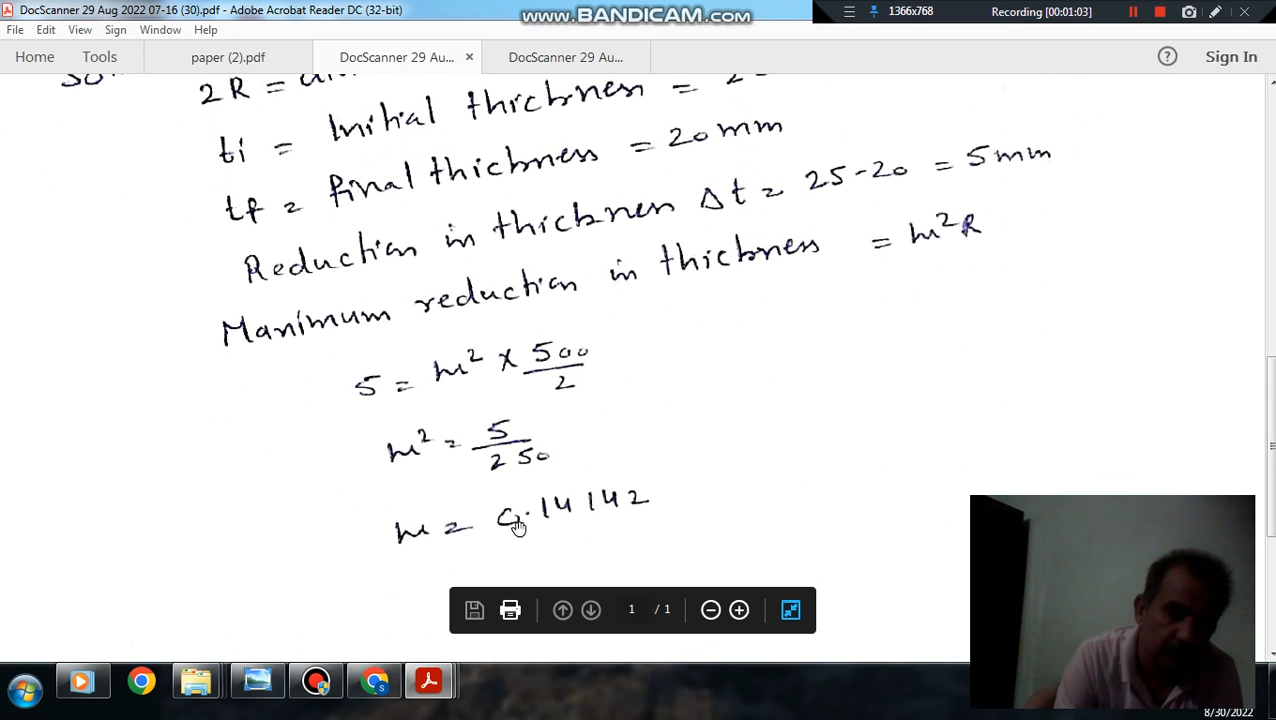 DocScanner 29 Aug 2022 07-16 (30).pdf - Adobe Acrobat Reader DC (32-bit)
www.BANDICAM.com
1366x768
Recording [00:01:03]
File Edit View Sign Window Help
Home Tools paper (2).pdf DocScanner 29 Au... × DocScanner 29 Au... Sign In
2R =
ti = Initial thickness = 2
tf = final thickness = 20mm
Reduction in thickness Δt = 25-20 = 5mm
Maximum reduction in thickness = μ²R
5 = μ² × 500/2
μ² = 5/250
μ = 0.14142
1 / 1
8/30/2022